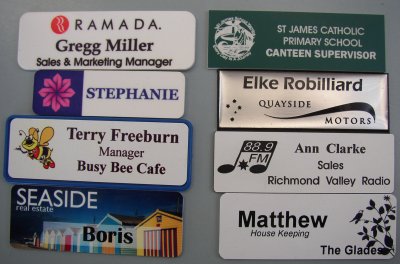 RAMADA.
Gregg Miller
Sales & Marketing Manager
STEPHANIE
Terry Freeburn
Manager
Busy Bee Cafe
SEASIDE
real estate
Boris
ST JAMES CATHOLIC
PRIMARY SCHOOL
CANTEEN SUPERVISOR
Elke Robilliard
QUAYSIDE
MOTORS
88.9
FM
Ann Clarke
Sales
Richmond Valley Radio
Matthew
House Keeping
The Glades